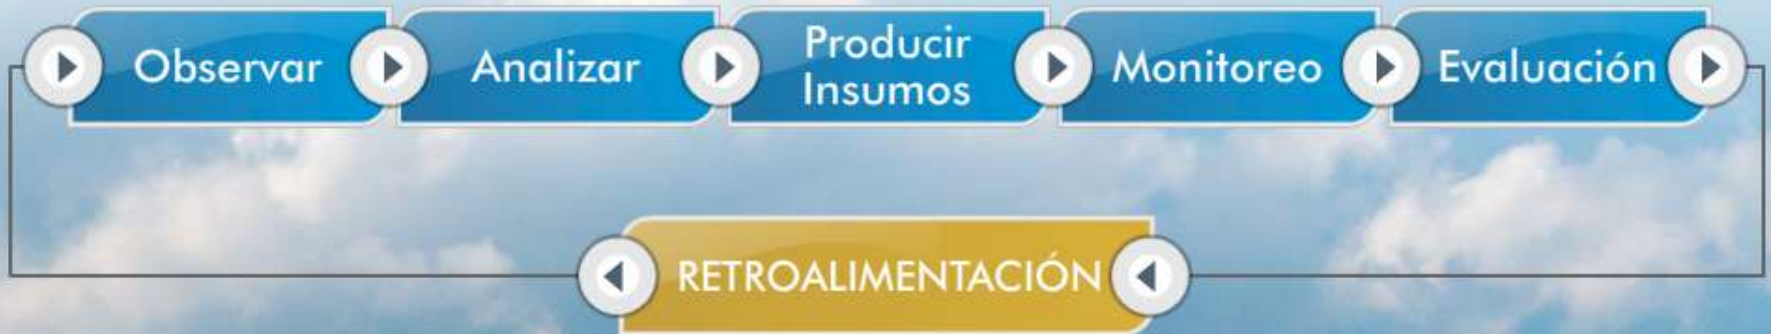 Observar
Analizar
Producir
Insumos
Monitoreo
Evaluación
RETROALIMENTACIÓN